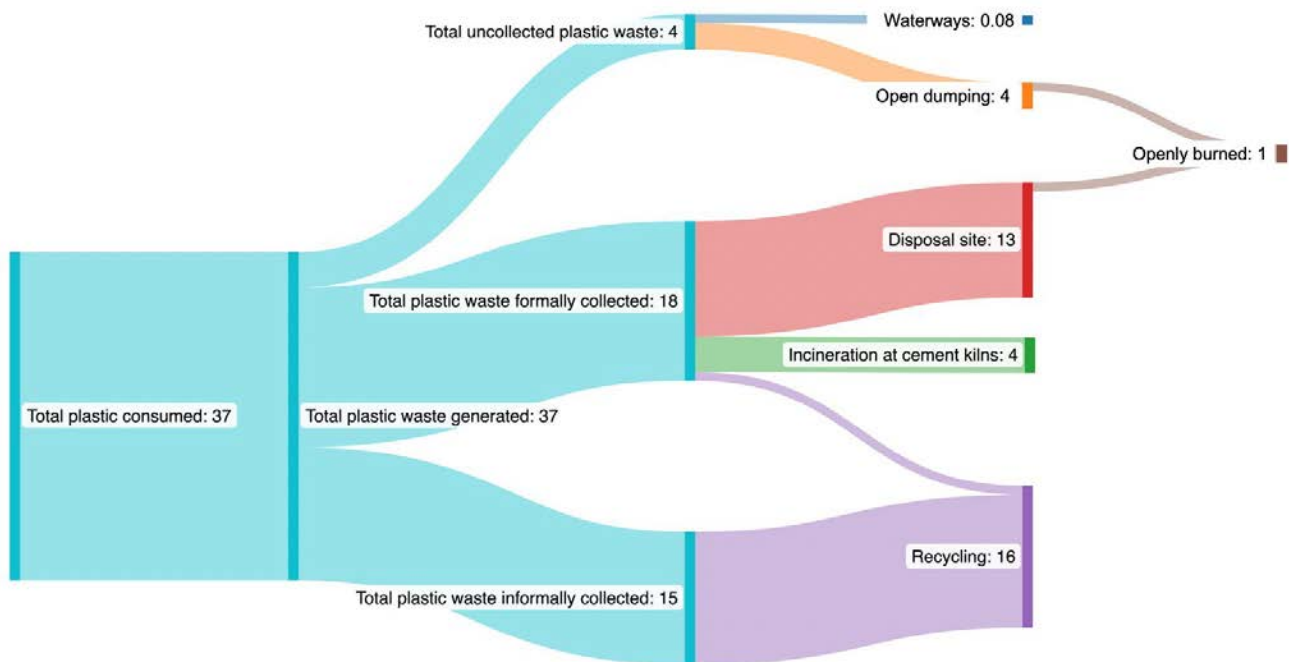 Total uncollected plastic waste: 4
Waterways: 0.08
Open dumping: 4
Openly burned: 1
Disposal site: 13
Total plastic waste formally collected: 18
Incineration at cement kilns: 4
Total plastic consumed: 37
Total plastic waste generated: 37
Recycling: 16
Total plastic waste informally collected: 15